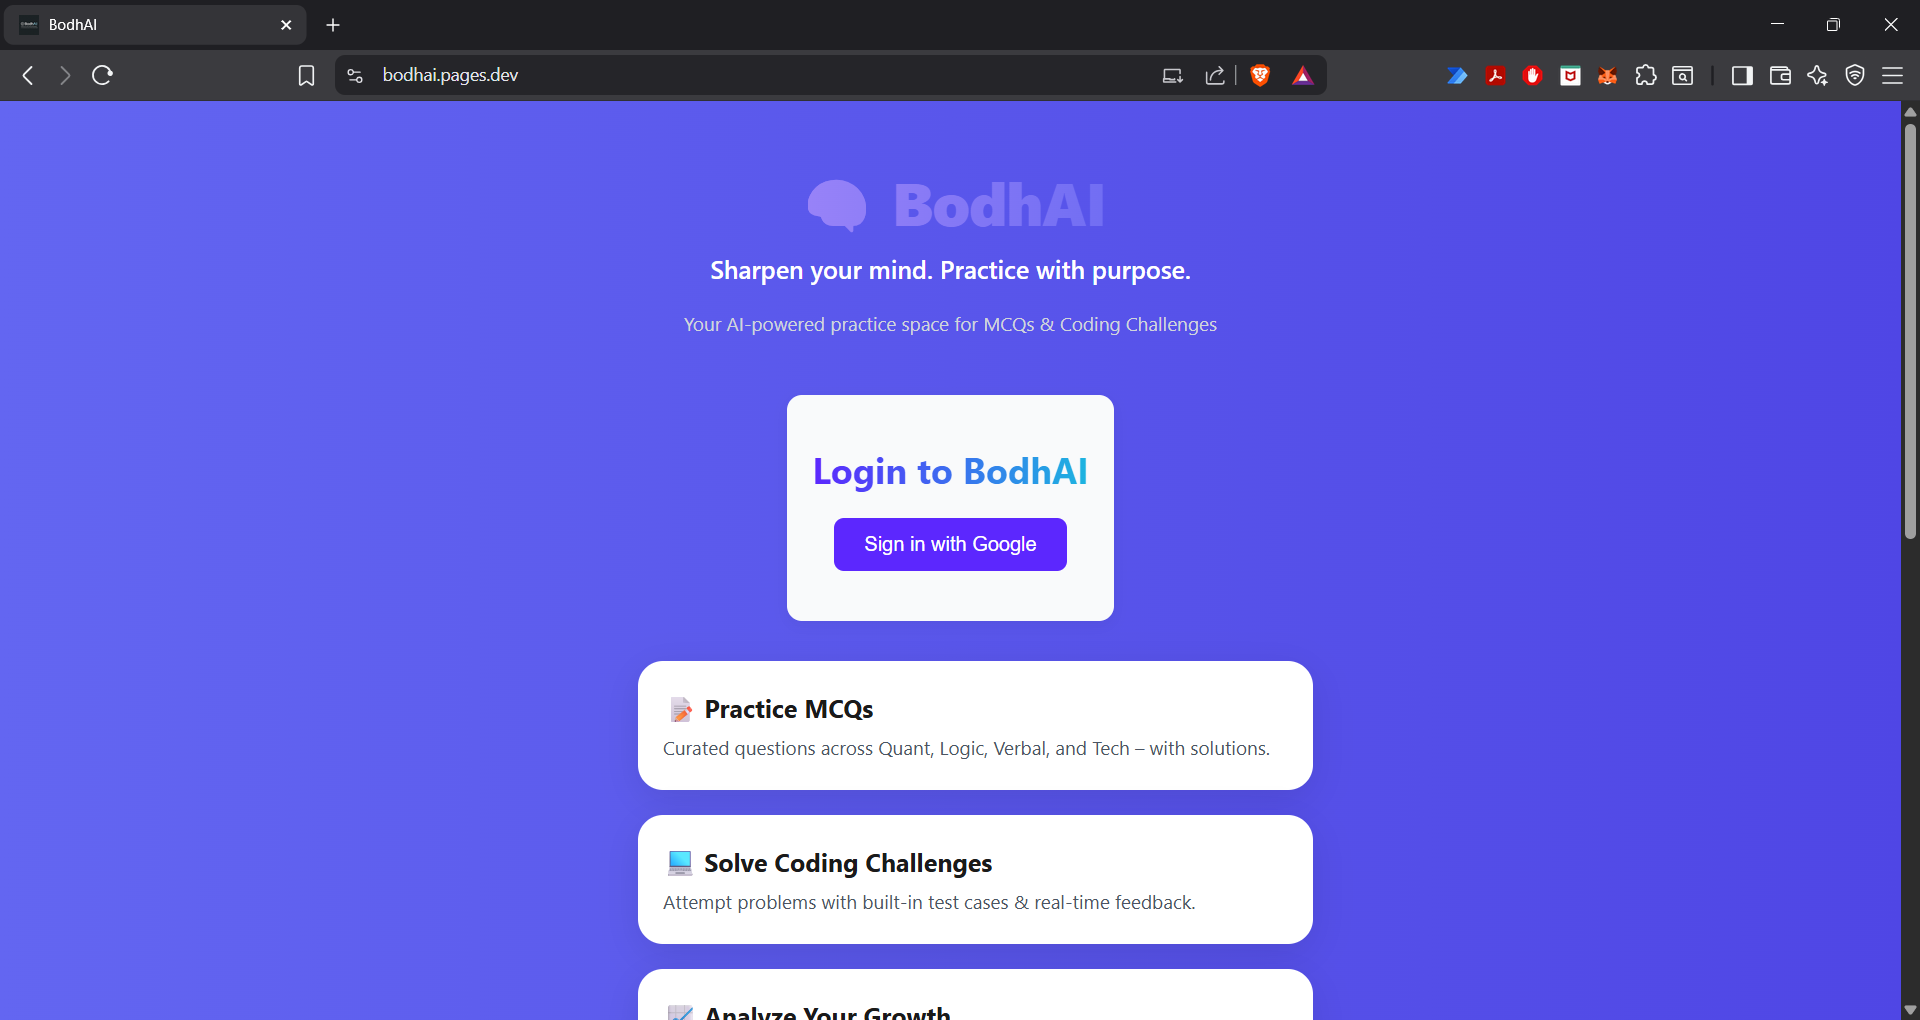 BodhAI
bodhai.pages.dev
BodhAI
Sharpen your mind. Practice with purpose.
Your AI-powered practice space for MCQs & Coding Challenges
Login to BodhAI
Sign in with Google
📝 Practice MCQs
Curated questions across Quant, Logic, Verbal, and Tech – with solutions.
💻 Solve Coding Challenges
Attempt problems with built-in test cases & real-time feedback.
📈 Analyze Your Growth